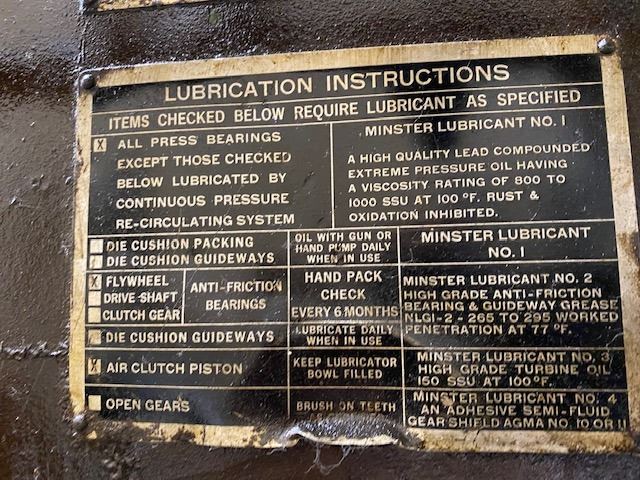 LUBRICATION INSTRUCTIONS
ITEMS CHECKED BELOW REQUIRE LUBRICANT AS SPECIFIED
X ALL PRESS BEARINGS
EXCEPT THOSE CHECKED
BELOW LUBRICATED BY
CONTINUOUS PRESSURE
RE-CIRCULATING SYSTEM
MINSTER LUBRICANT NO. 1
A HIGH QUALITY LEAD COMPOUNDED
EXTREME PRESSURE OIL HAVING
A VISCOSITY RATING OF 800 TO
1000 SSU AT 100 °F. RUST &
OXIDATION INHIBITED.
DIE CUSHION PACKING
DIE CUSHION GUIDEWAYS
OIL WITH GUN OR
HAND PUMP DAILY
WHEN IN USE
MINSTER LUBRICANT
NO. 1
X FLYWHEEL
DRIVE SHAFT
CLUTCH GEAR
ANTI-FRICTION
BEARINGS
HAND PACK
CHECK
EVERY 6 MONTHS
MINSTER LUBRICANT NO. 2
HIGH GRADE ANTI-FRICTION
BEARING & GUIDEWAY GREASE
NLGI-2 - 265 TO 295 WORKED
PENETRATION AT 77 °F.
DIE CUSHION GUIDEWAYS
LUBRICATE DAILY
WHEN IN USE
X AIR CLUTCH PISTON
KEEP LUBRICATOR
BOWL FILLED
MINSTER LUBRICANT NO. 3
HIGH GRADE TURBINE OIL
150 SSU AT 100°F.
OPEN GEARS
BRUSH ON TEETH
MINSTER LUBRICANT NO. 4
AN ADHESIVE SEMI-FLUID
GEAR SHIELD AGMA NO. 10 OR 11